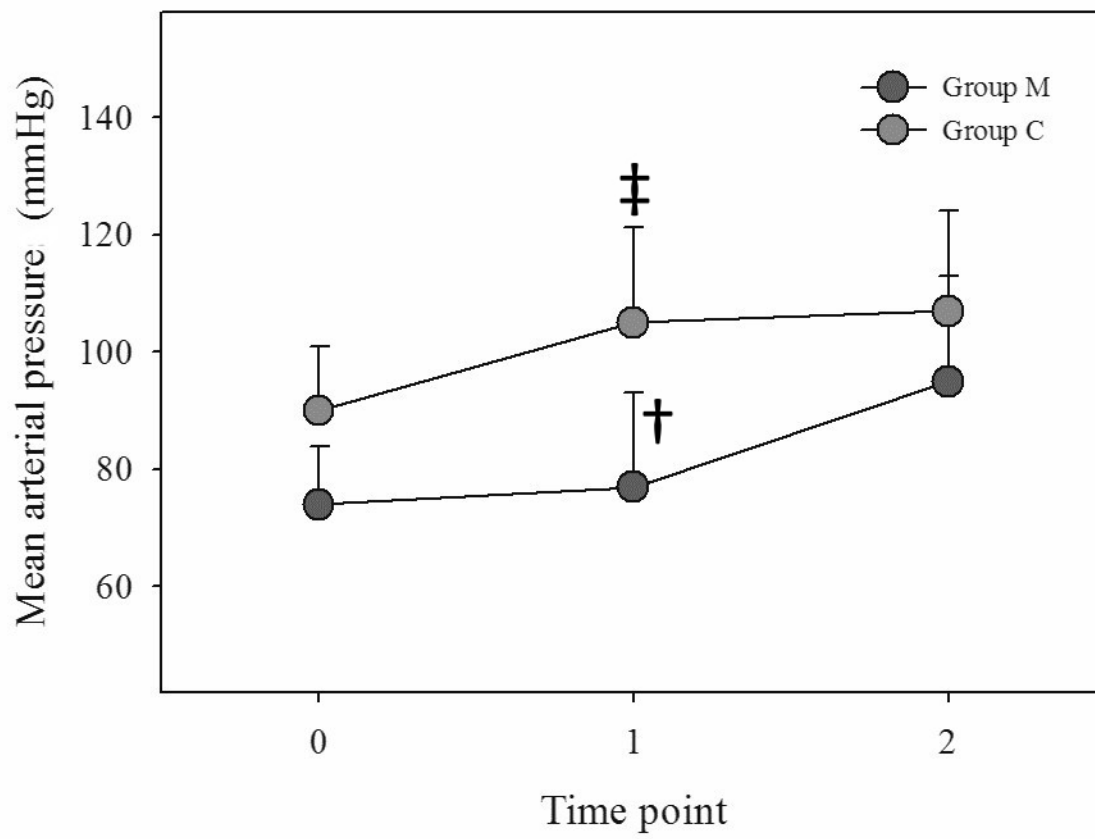 Mean arterial pressure (mmHg)
140
120
100
80
60
Group M
Group C
‡
†
0 1 2
Time point